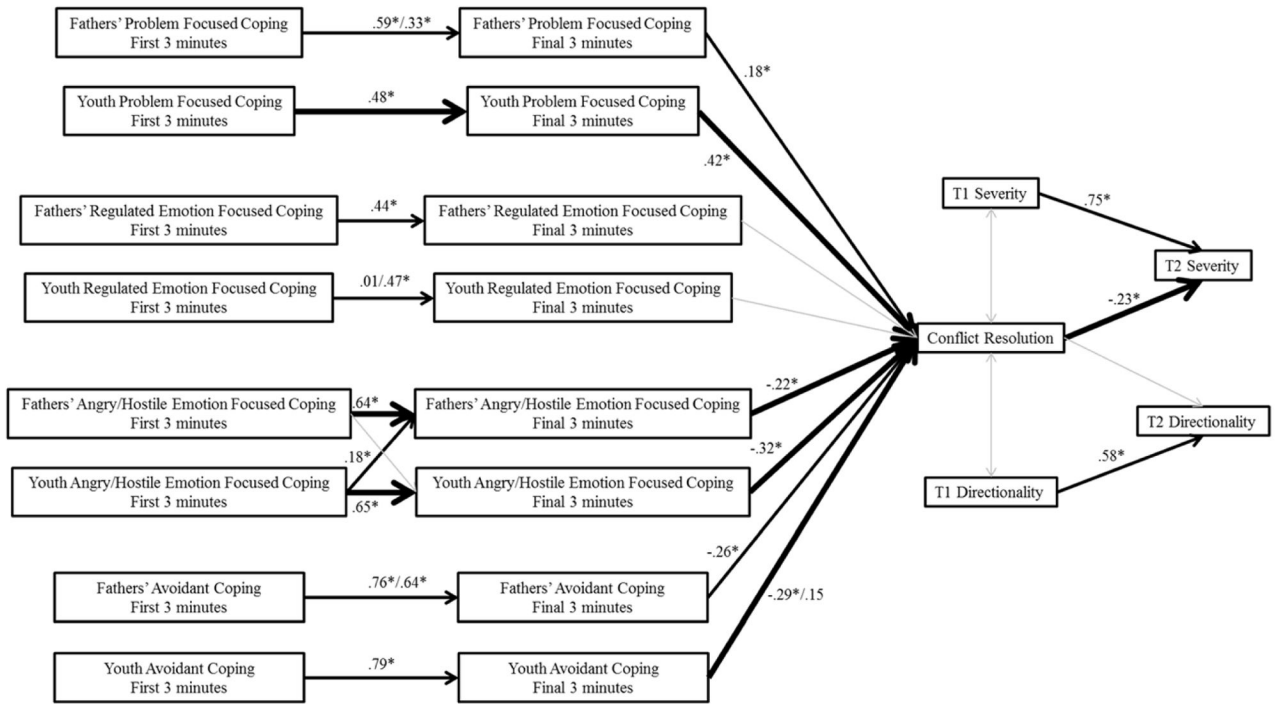 Fathers' Problem Focused Coping
First 3 minutes
.59*/.33*
Fathers' Problem Focused Coping
Final 3 minutes
.18*
Youth Problem Focused Coping
First 3 minutes
.48*
Youth Problem Focused Coping
Final 3 minutes
.42*
Fathers' Regulated Emotion Focused Coping
First 3 minutes
.44*
Fathers' Regulated Emotion Focused Coping
Final 3 minutes
Youth Regulated Emotion Focused Coping
First 3 minutes
.01/.47*
Youth Regulated Emotion Focused Coping
Final 3 minutes
Fathers' Angry/Hostile Emotion Focused Coping
First 3 minutes
.64*
Fathers' Angry/Hostile Emotion Focused Coping
Final 3 minutes
-.22*
.18*
Youth Angry/Hostile Emotion Focused Coping
First 3 minutes
.65*
Youth Angry/Hostile Emotion Focused Coping
Final 3 minutes
-.32*
Fathers' Avoidant Coping
First 3 minutes
.76*/.64*
Fathers' Avoidant Coping
Final 3 minutes
-.26*
Youth Avoidant Coping
First 3 minutes
.79*
Youth Avoidant Coping
Final 3 minutes
-.29*/.15
T1 Severity
.75*
T2 Severity
-.23*
Conflict Resolution
T2 Directionality
.58*
T1 Directionality